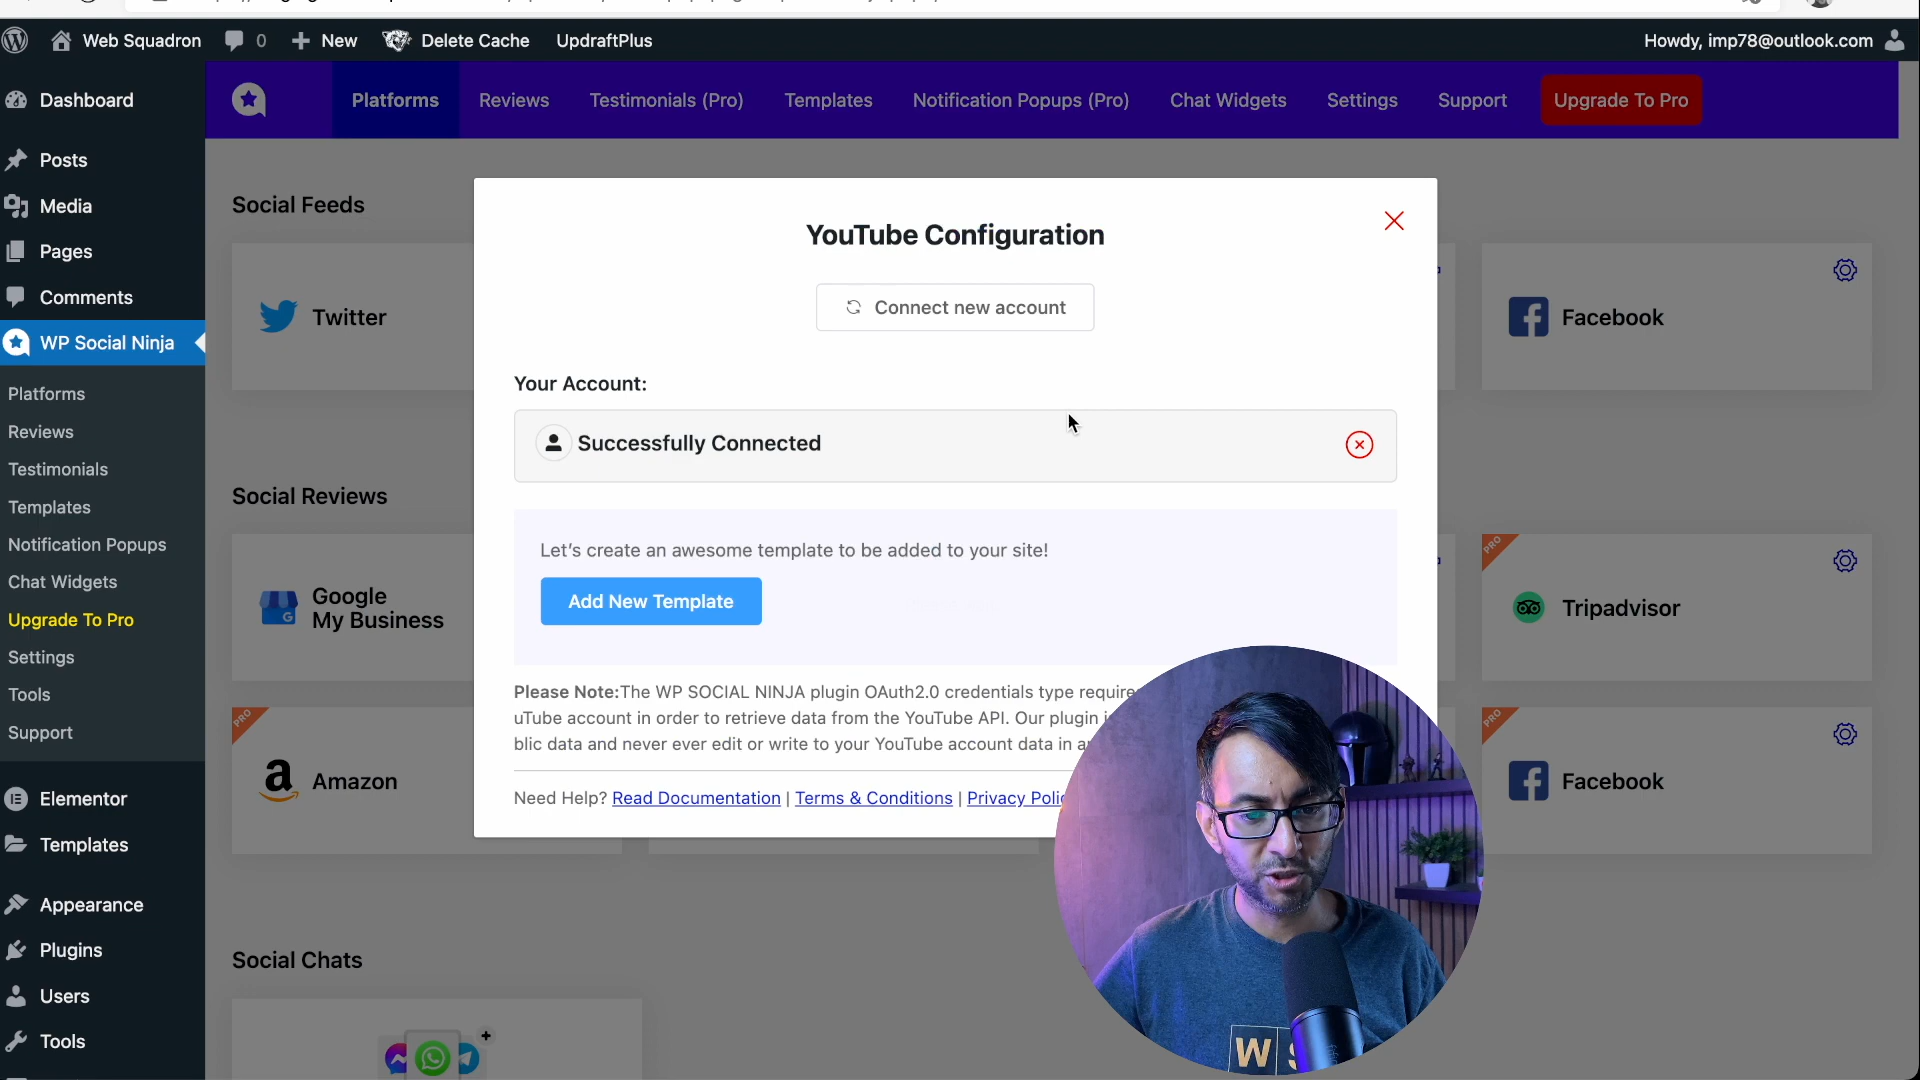 Web Squadron 0 New Delete Cache UpdraftPlus Howdy, imp78@outlook.com
Platforms Reviews Testimonials (Pro) Templates Notification Popups (Pro) Chat Widgets Settings Support Upgrade To Pro
Dashboard
Posts
Media
Pages
Comments
WP Social Ninja
Platforms
Reviews
Testimonials
Templates
Notification Popups
Chat Widgets
Upgrade To Pro
Settings
Tools
Support
Elementor
Templates
Appearance
Plugins
Users
Tools
Social Feeds
Twitter
Facebook
Social Reviews
Google
My Business
PRO
Tripadvisor
PRO
Amazon
PRO
Facebook
Social Chats
YouTube Configuration
Connect new account
Your Account:
Successfully Connected
Let's create an awesome template to be added to your site!
Add New Template
Please Note:The WP SOCIAL NINJA plugin OAuth2.0 credentials type require
uTube account in order to retrieve data from the YouTube API. Our plugin i
blic data and never ever edit or write to your YouTube account data in a
Need Help? Read Documentation | Terms & Conditions | Privacy Polic
W S